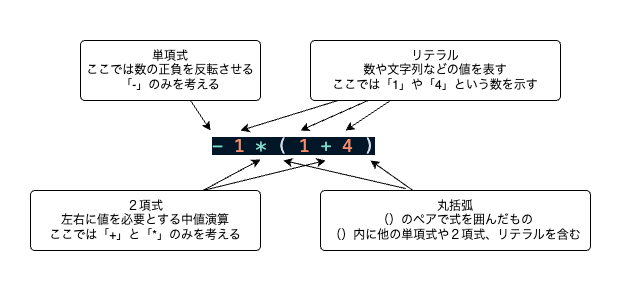 単項式
ここでは数の正負を反転させる
「-」のみを考える
リテラル
数や文字列などの値を表す
ここでは「1」や「4」という数を示す
- 1 * ( 1 + 4 )
２項式
左右に値を必要とする中値演算
ここでは「+」と「*」のみを考える
丸括弧
（）のペアで式を囲んだもの
（）内に他の単項式や２項式、リテラルを含む